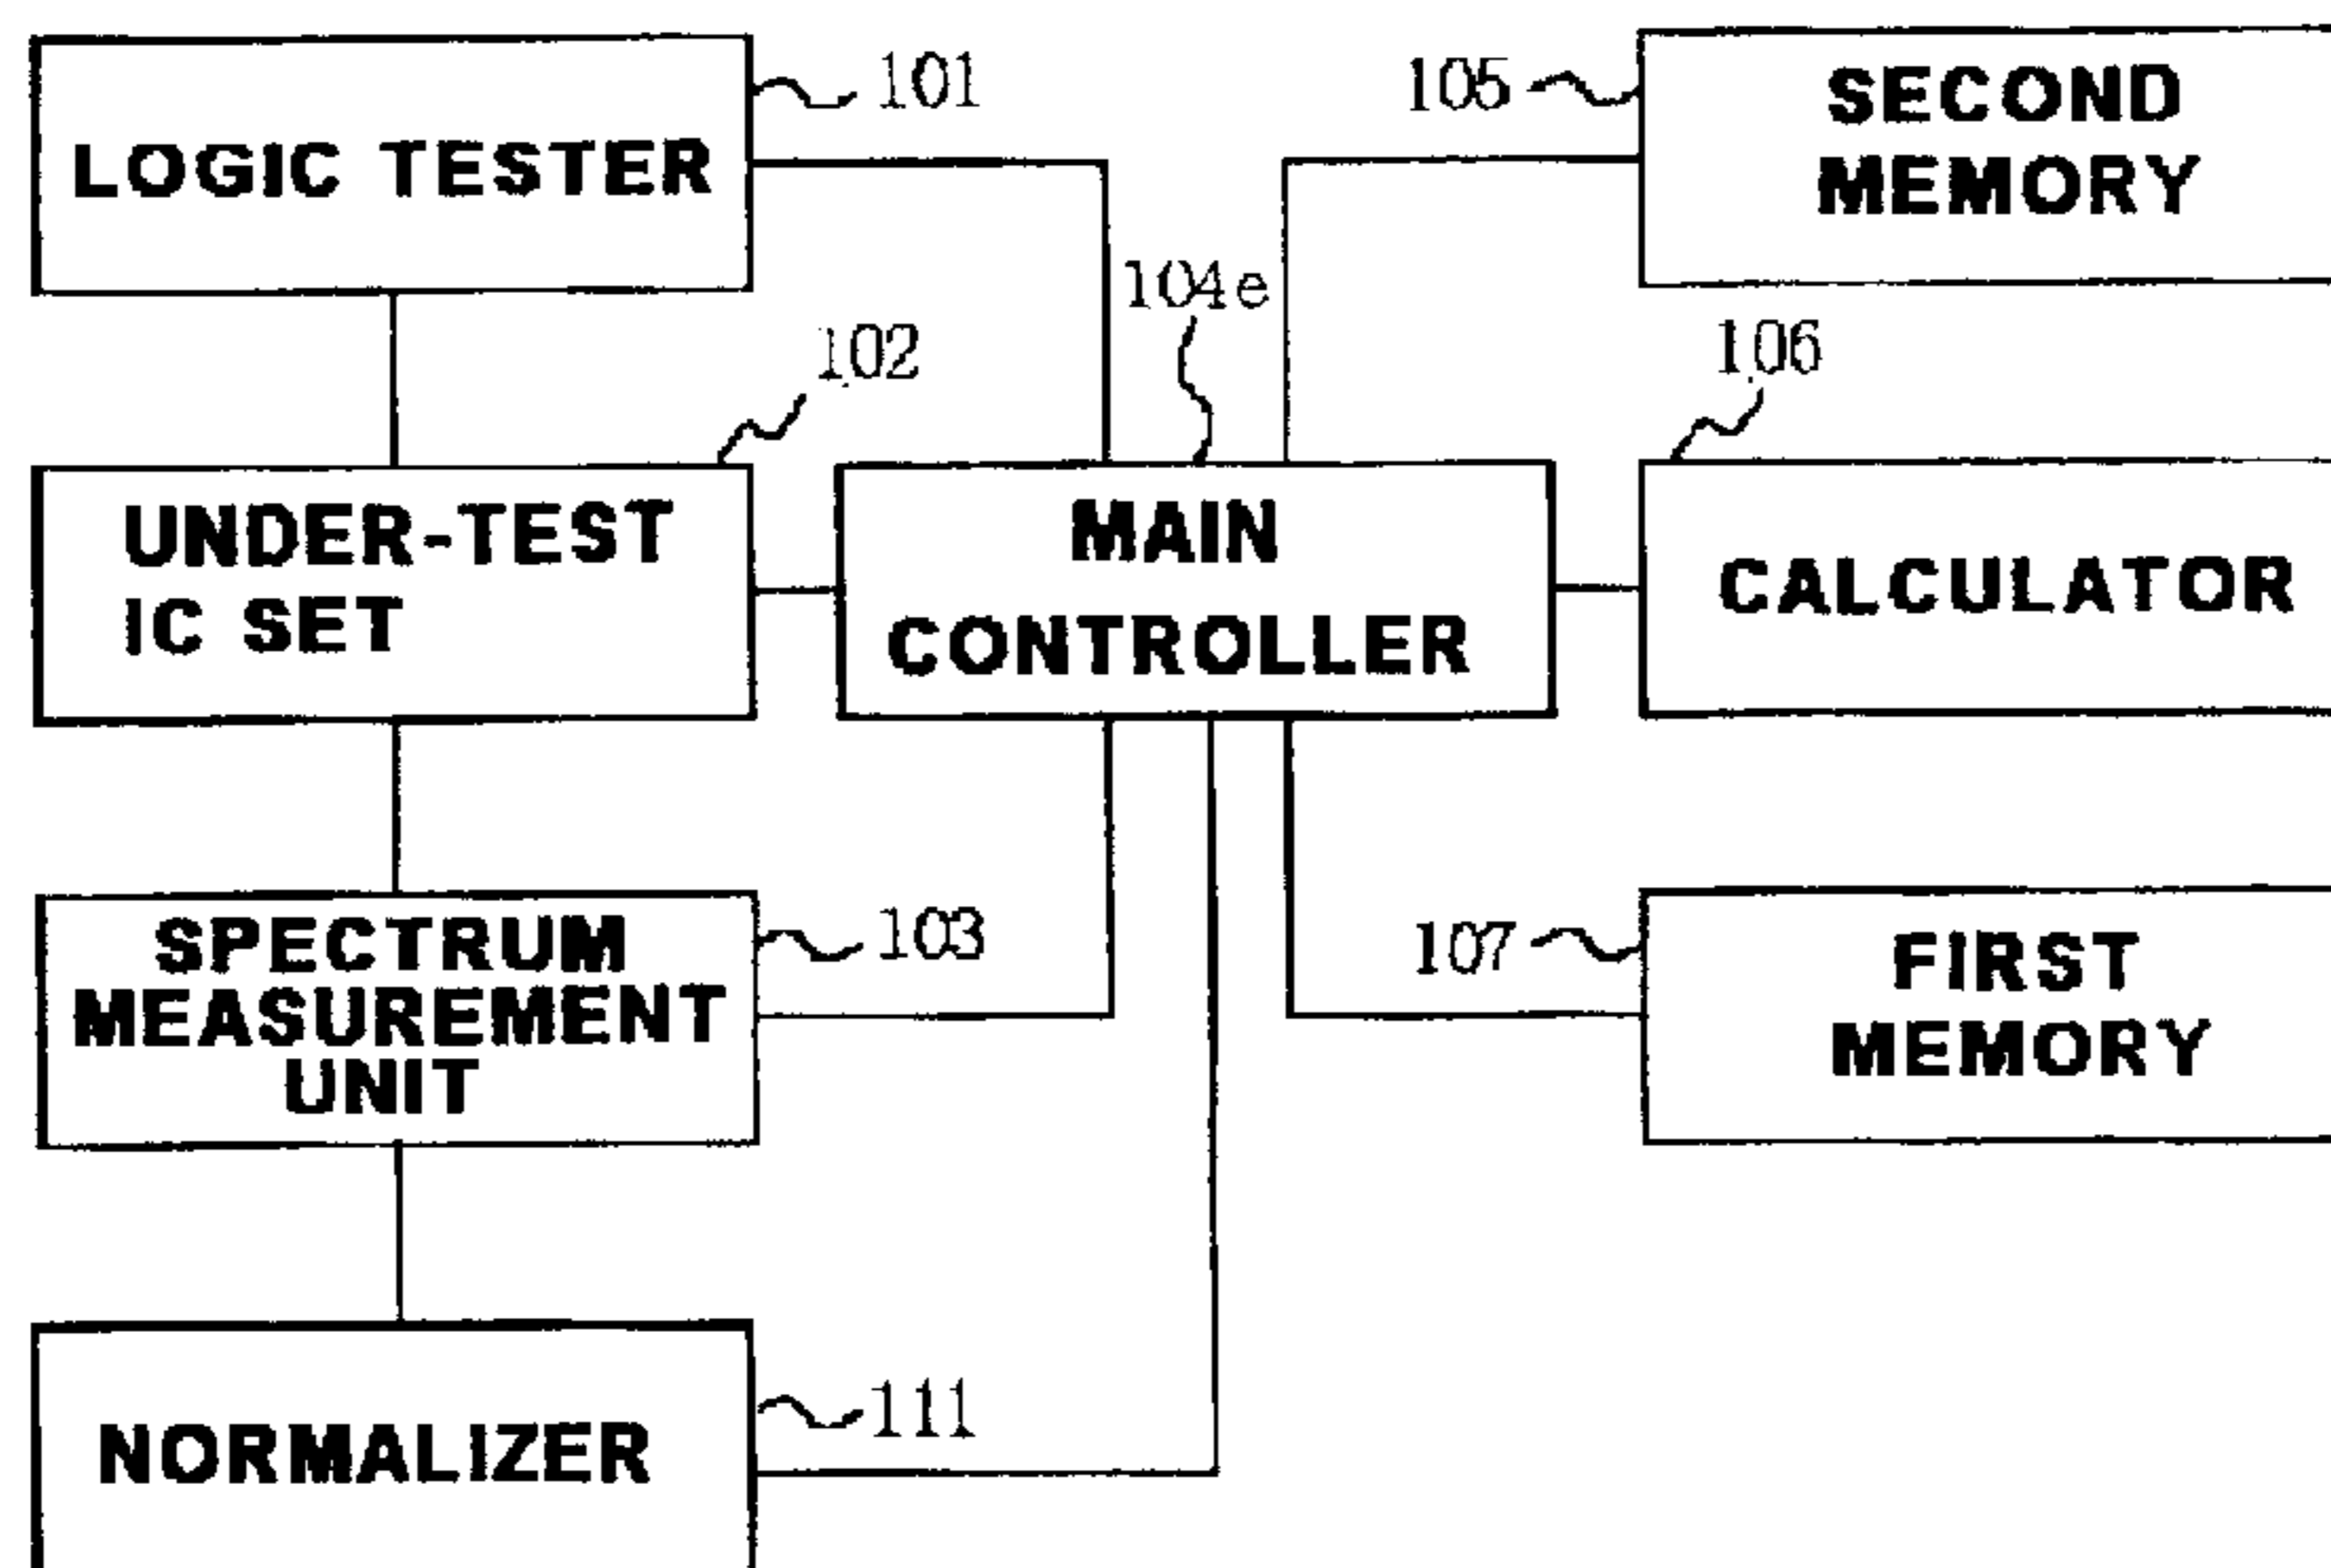 101
LOGIC TESTER
105
SECOND
MEMORY
104e
102
106
UNDER-TEST
IC SET
MAIN
CONTROLLER
CALCULATOR
SPECTRUM
MEASUREMENT
UNIT
103
107
FIRST
MEMORY
111
NORMALIZER